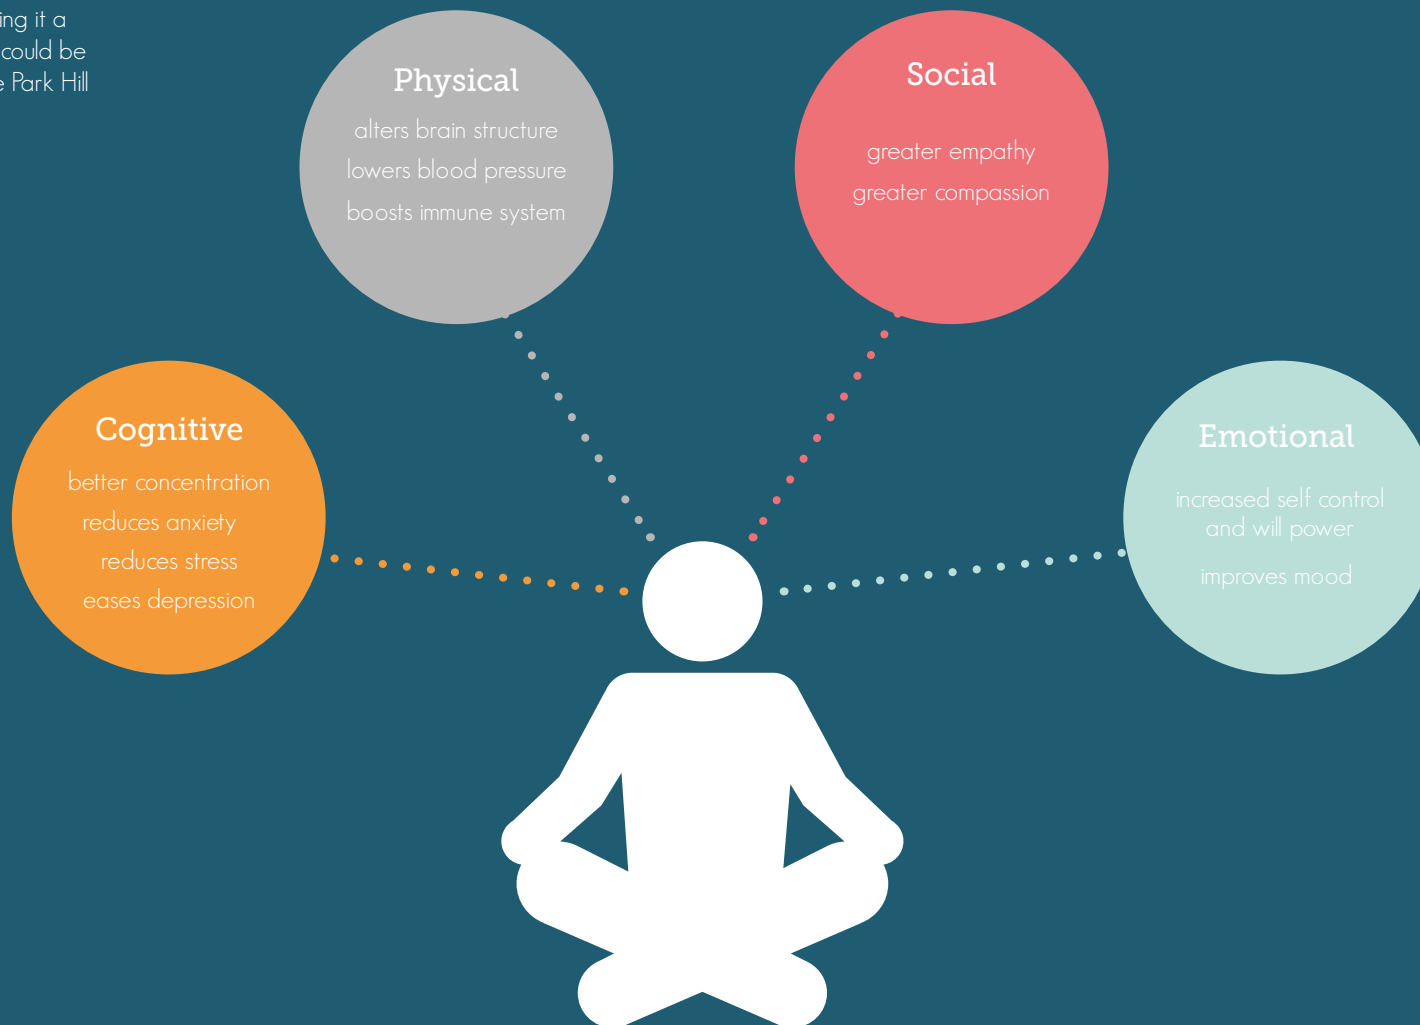 ing it a
could be
e Park Hill
Physical
alters brain structure
lowers blood pressure
boosts immune system
Social
greater empathy
greater compassion
Cognitive
better concentration
reduces anxiety
reduces stress
eases depression
Emotional
increased self control
and will power
improves mood